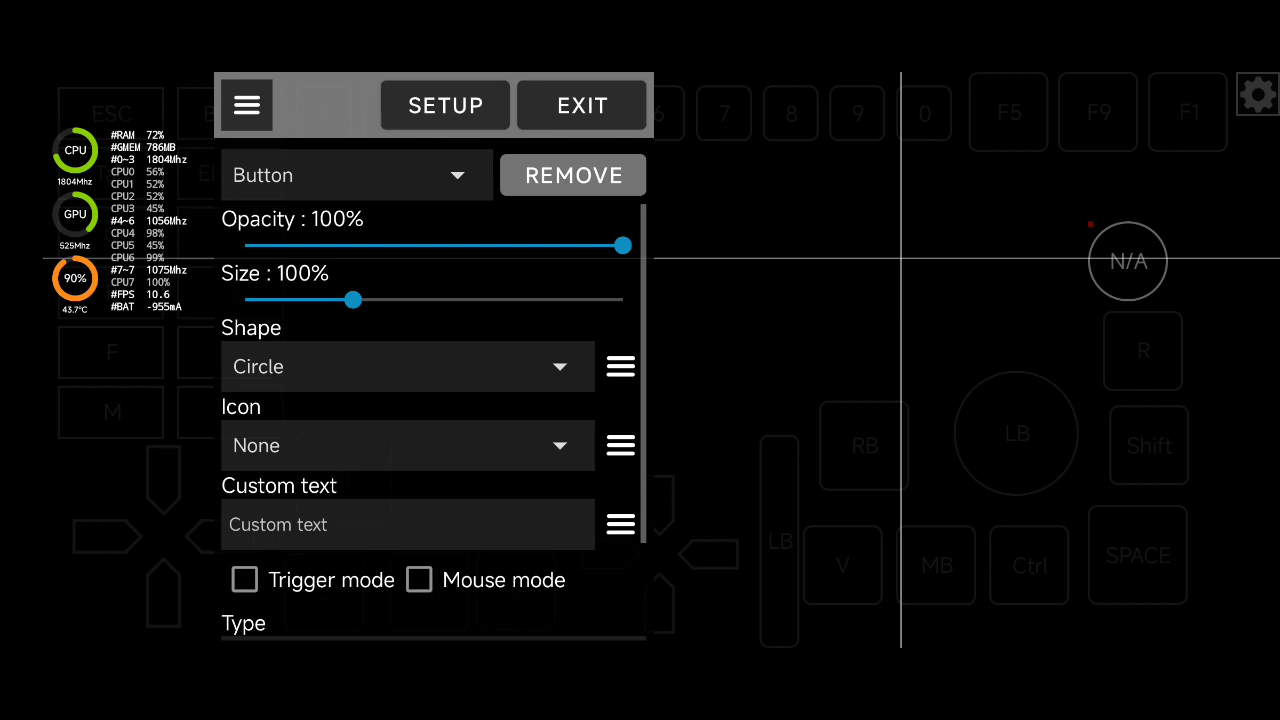 SETUP EXIT
ESC B 6 7 8 9 0 F5 F9 F1
CPU
1804Mhz
GPU
525Mhz
90%
43.7°C
#RAM 72%
#GMEM 786MB
#0~3 1804Mhz
CPU0 56%
CPU1 52%
CPU2 52%
CPU3 45%
#4~6 1056Mhz
CPU4 98%
CPU5 45%
CPU6 99%
#7~7 1075Mhz
CPU7 100%
#FPS 10.6
#BAT -955mA
Button REMOVE
Opacity : 100%
Size : 100%
Shape
Circle
Icon
None
Custom text
Custom text
Trigger mode Mouse mode
Type
N/A
R
F
M
RB LB Shift
LB V MB Ctrl SPACE